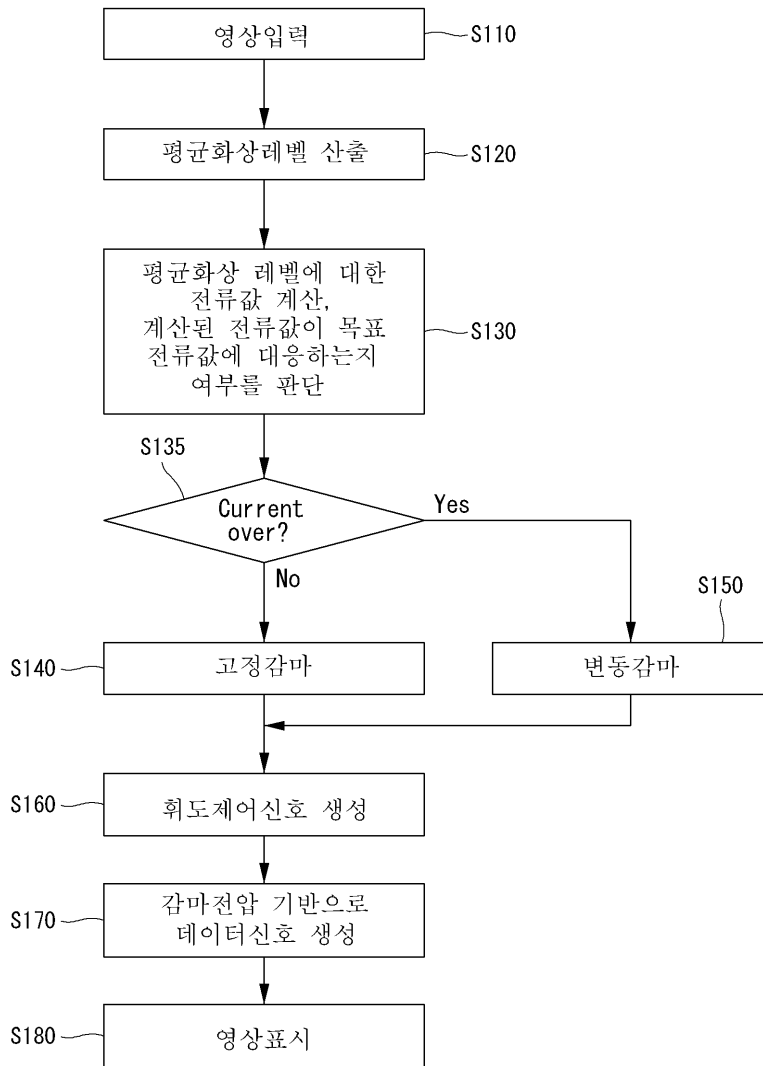 영상입력
S110
평균화상레벨 산출
S120
평균화상 레벨에 대한
전류값 계산,
계산된 전류값이 목표
전류값에 대응하는지
여부를 판단
S130
S135
Current
over?
Yes
No
S150
S140
고정감마
변동감마
S160
휘도제어신호 생성
S170
감마전압 기반으로
데이터신호 생성
S180
영상표시